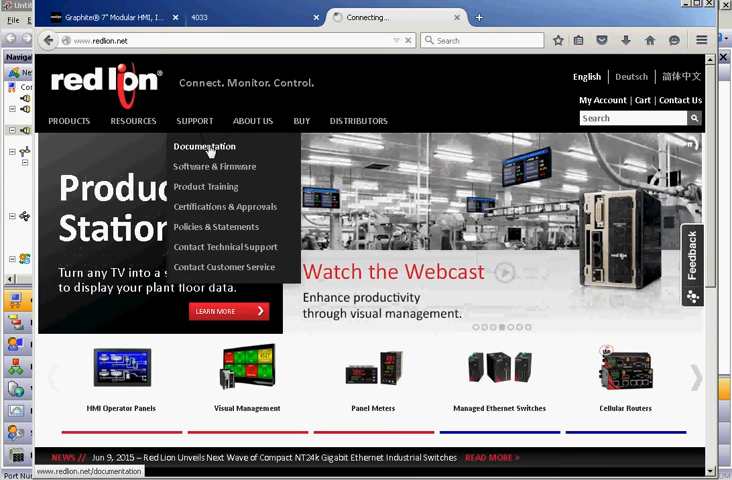 Graphite® 7" Modular HMI, I...
4033
Connecting...
www.redlion.net
Search
File
Naviga
red lion®
Connect. Monitor. Control.
English
Deutsch
简体中文
My Account | Cart | Contact Us
Search
PRODUCTS
RESOURCES
SUPPORT
ABOUT US
BUY
DISTRIBUTORS
Documentation
Software & Firmware
Product Training
Certifications & Approvals
Policies & Statements
Contact Technical Support
Contact Customer Service
Produc
Station
Turn any TV into a s
to display your plant floor data.
LEARN MORE
Watch the Webcast
Enhance productivity
through visual management.
red lion
Feedback
HMI Operator Panels
Visual Management
Panel Meters
Managed Ethernet Switches
Cellular Routers
NEWS // Jun 9, 2015 – Red Lion Unveils Next Wave of Compact NT24k Gigabit Ethernet Industrial Switches READ MORE >
www.redlion.net/documentation
Port Nu